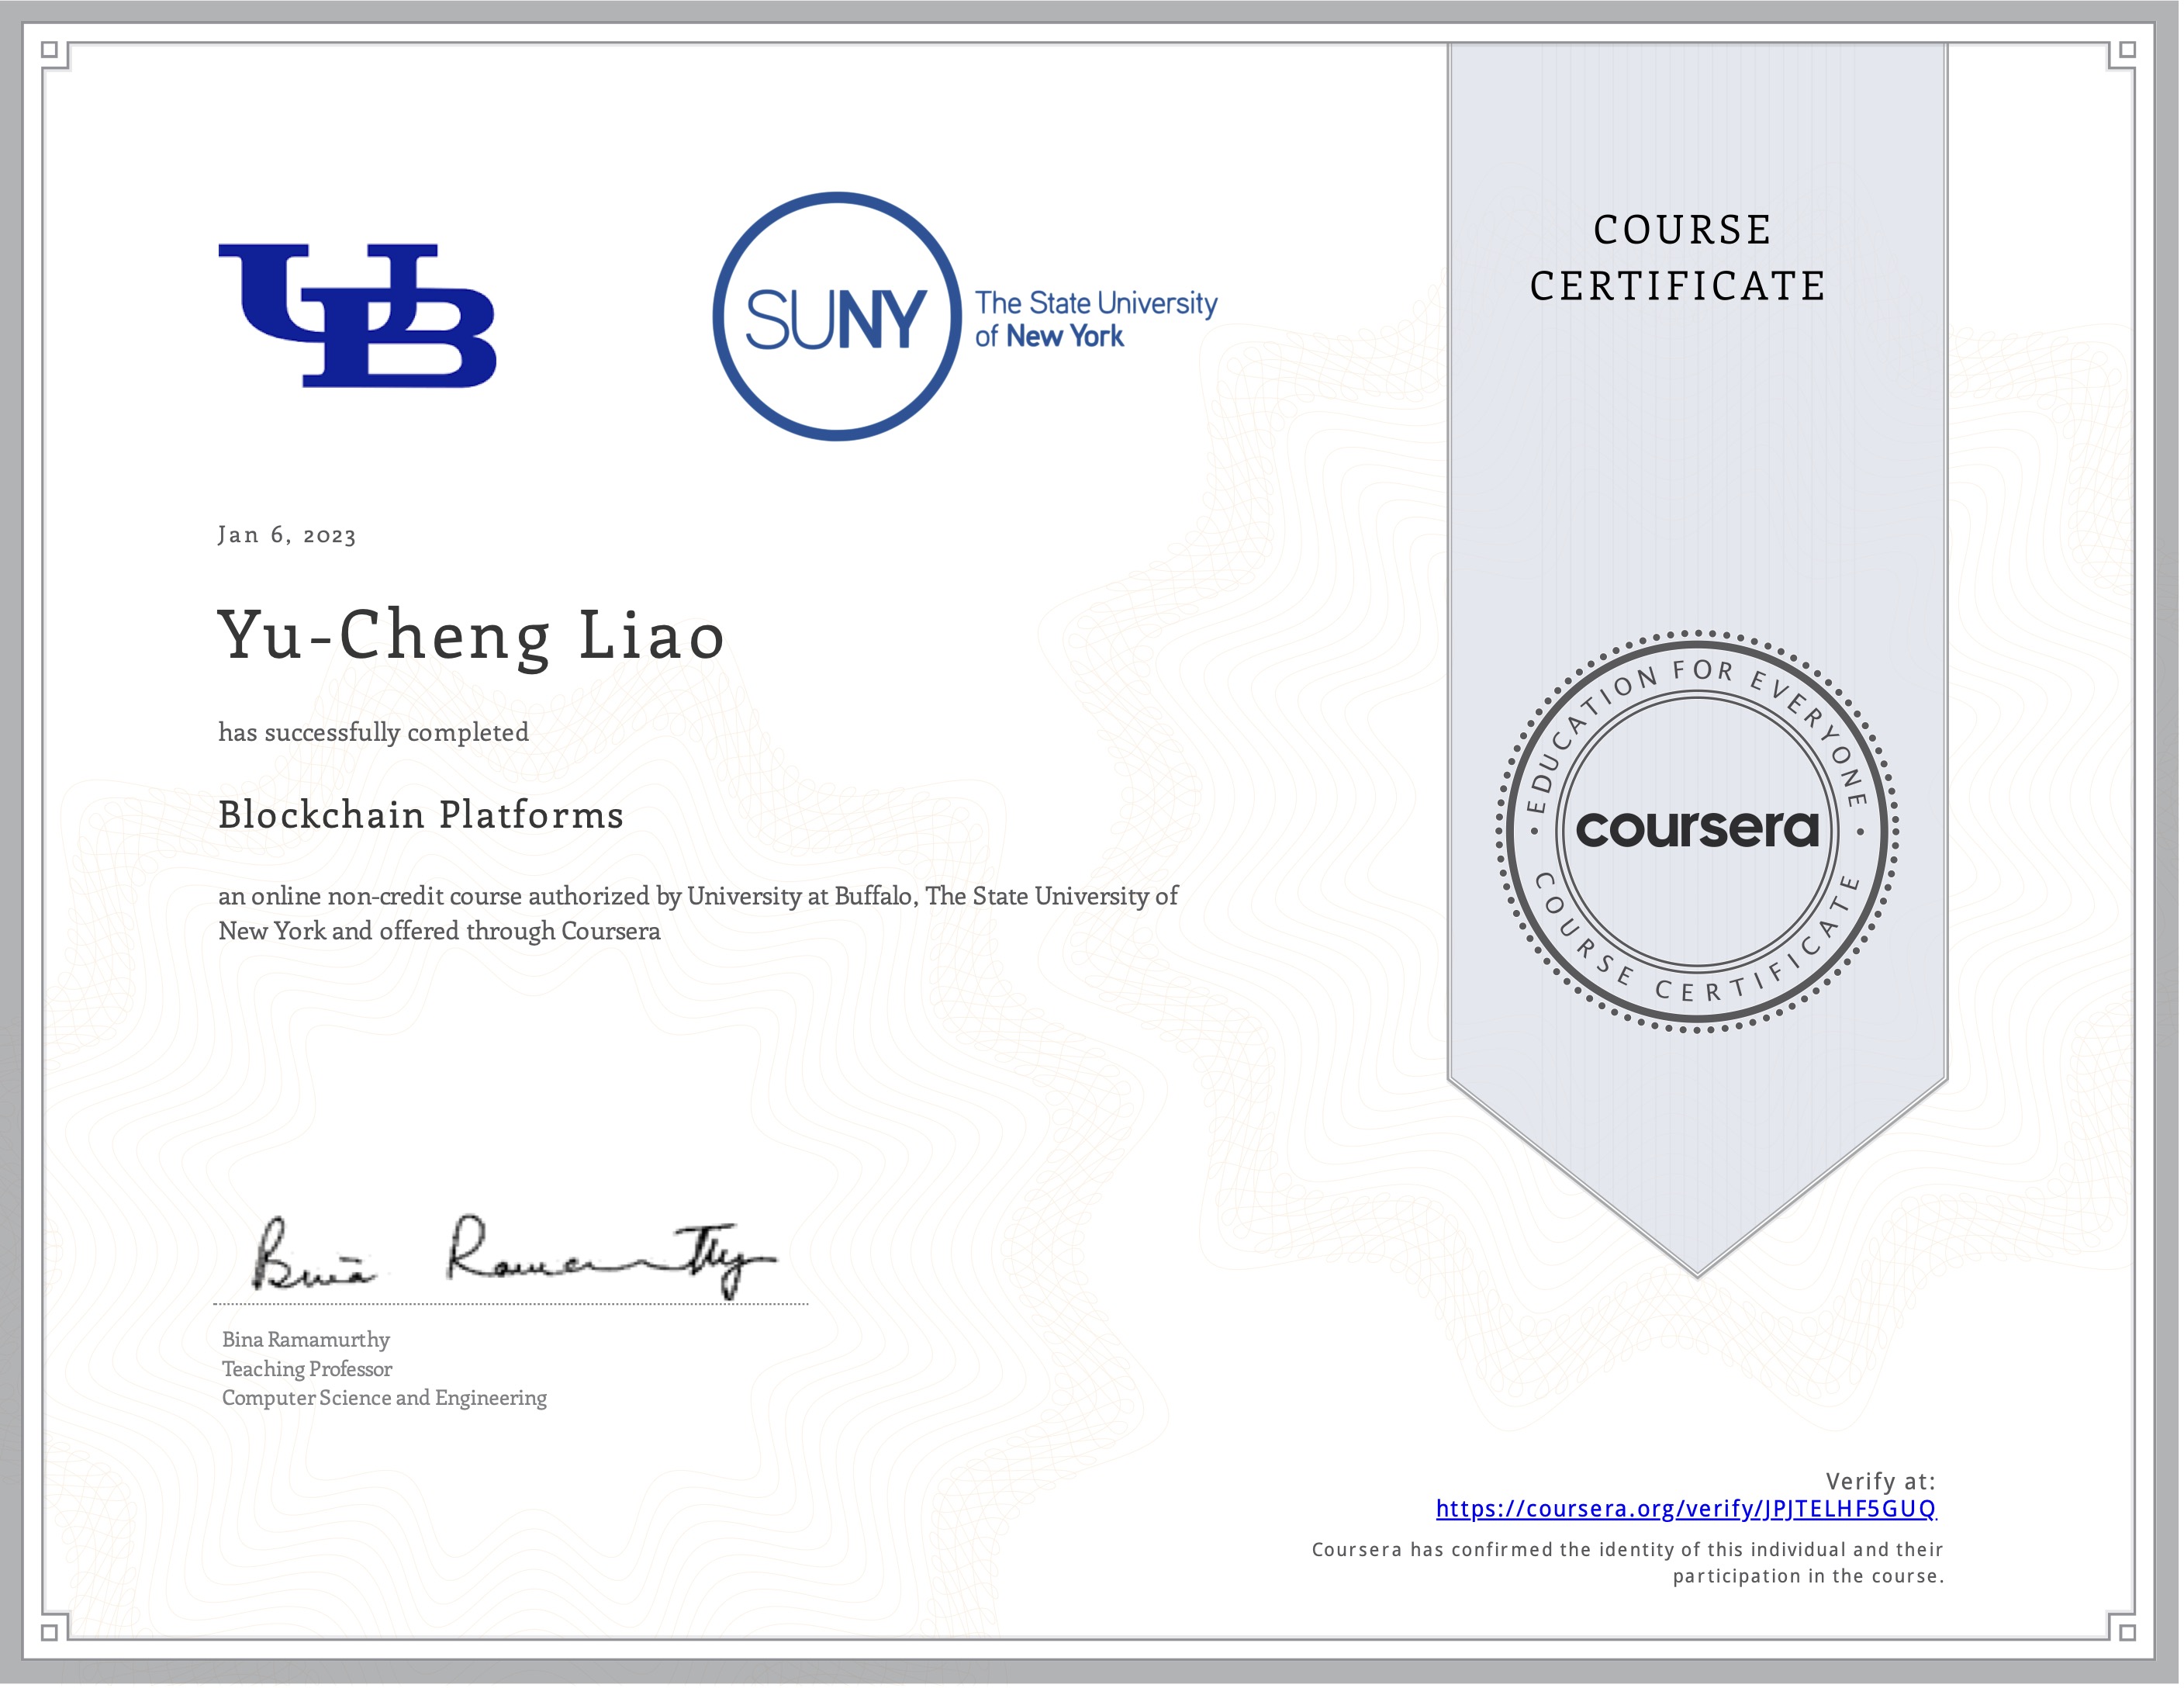 UB
SUNY
The State University
of New York
COURSE
CERTIFICATE
Jan 6, 2023
Yu-Cheng Liao
has successfully completed
Blockchain Platforms
an online non-credit course authorized by University at Buffalo, The State University of
New York and offered through Coursera
EDUCATION FOR EVERYONE
coursera
COURSE CERTIFICATE
Bina Ramamurthy
Bina Ramamurthy
Teaching Professor
Computer Science and Engineering
Verify at:
https://coursera.org/verify/JPJTELHF5GUQ
Coursera has confirmed the identity of this individual and their
participation in the course.